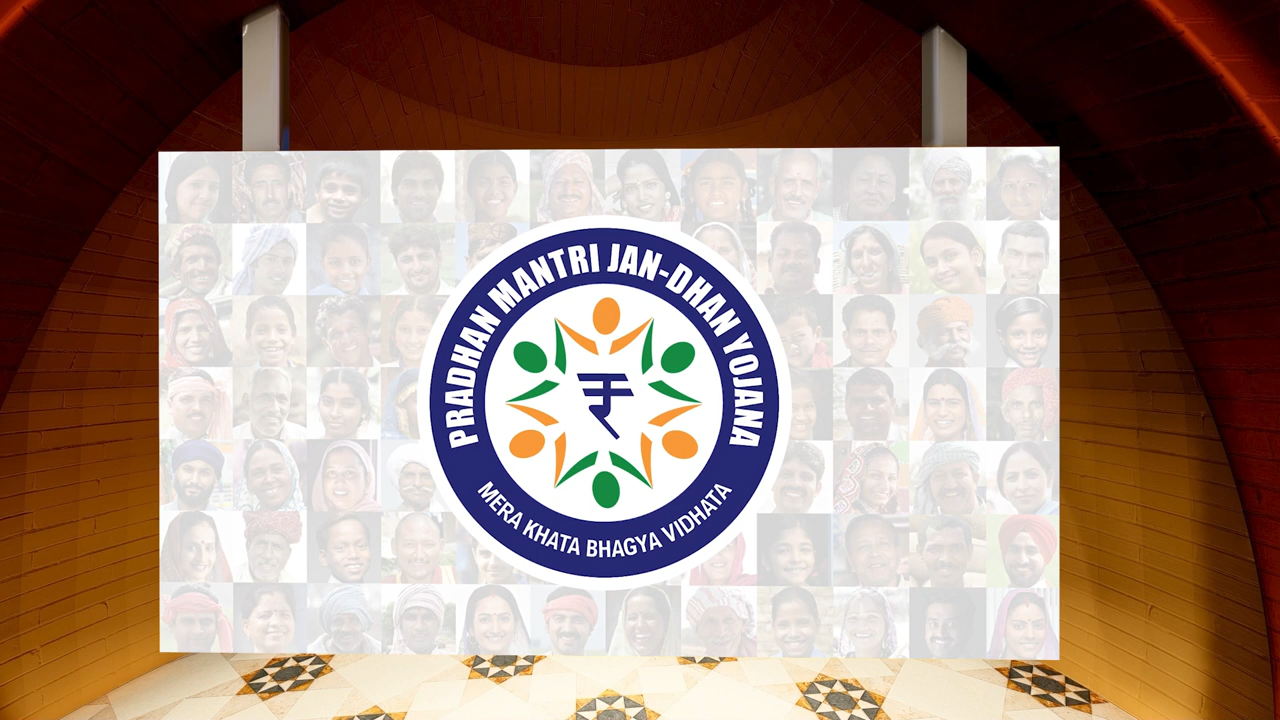 PRADHAN MANTRI JAN-DHAN YOJANA
₹
MERA KHATA BHAGYA VIDHATA